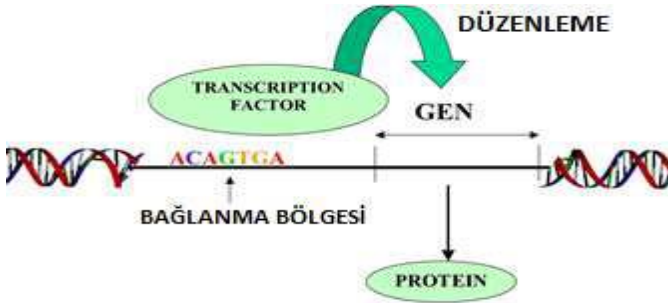 DÜZENLEME
TRANSCRIPTION
FACTOR
GEN
ACAGTGA
BAĞLANMA BÖLGESİ
PROTEIN